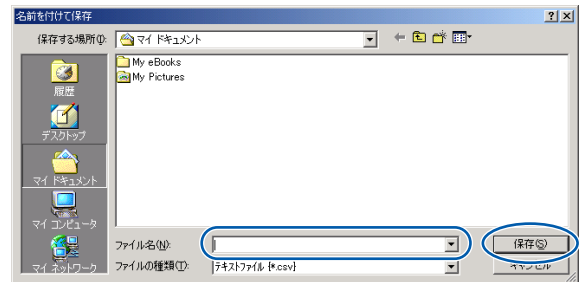 名前を付けて保存
保存する場所(I):
マイ ドキュメント
履歴
デスクトップ
マイ ドキュメント
マイ コンピュータ
マイ ネットワーク
My eBooks
My Pictures
ファイル名(N):
保存(S)
ファイルの種類(T):
テキストファイル {*.csv}
キャンセル